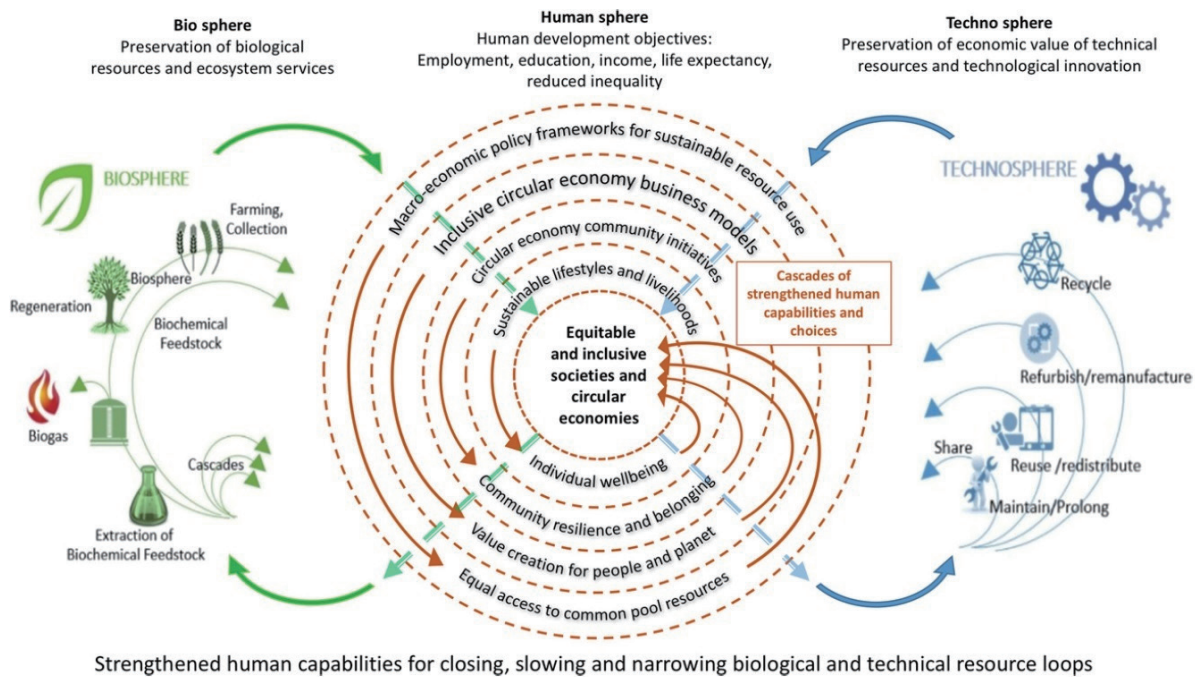 Bio sphere
Preservation of biological
resources and ecosystem services
Human sphere
Human development objectives:
Employment, education, income, life expectancy,
reduced inequality
Techno sphere
Preservation of economic value of technical
resources and technological innovation
BIOSPHERE
Farming,
Collection
Biosphere
Regeneration
Biochemical
Feedstock
Biogas
Cascades
Extraction of
Biochemical Feedstock
Macro-economic policy frameworks for sustainable resource use
Inclusive circular economy business models
Circular economy community initiatives
Sustainable lifestyles and livelihoods
Equitable
and inclusive
societies and
circular
economies
Individual wellbeing
Community resilience and belonging
Value creation for people and planet
Equal access to common pool resources
Cascades of
strengthened human
capabilities and
choices
TECHNOSPHERE
Recycle
Refurbish/remanufacture
Share
Reuse /redistribute
Maintain/Prolong
Strengthened human capabilities for closing, slowing and narrowing biological and technical resource loops